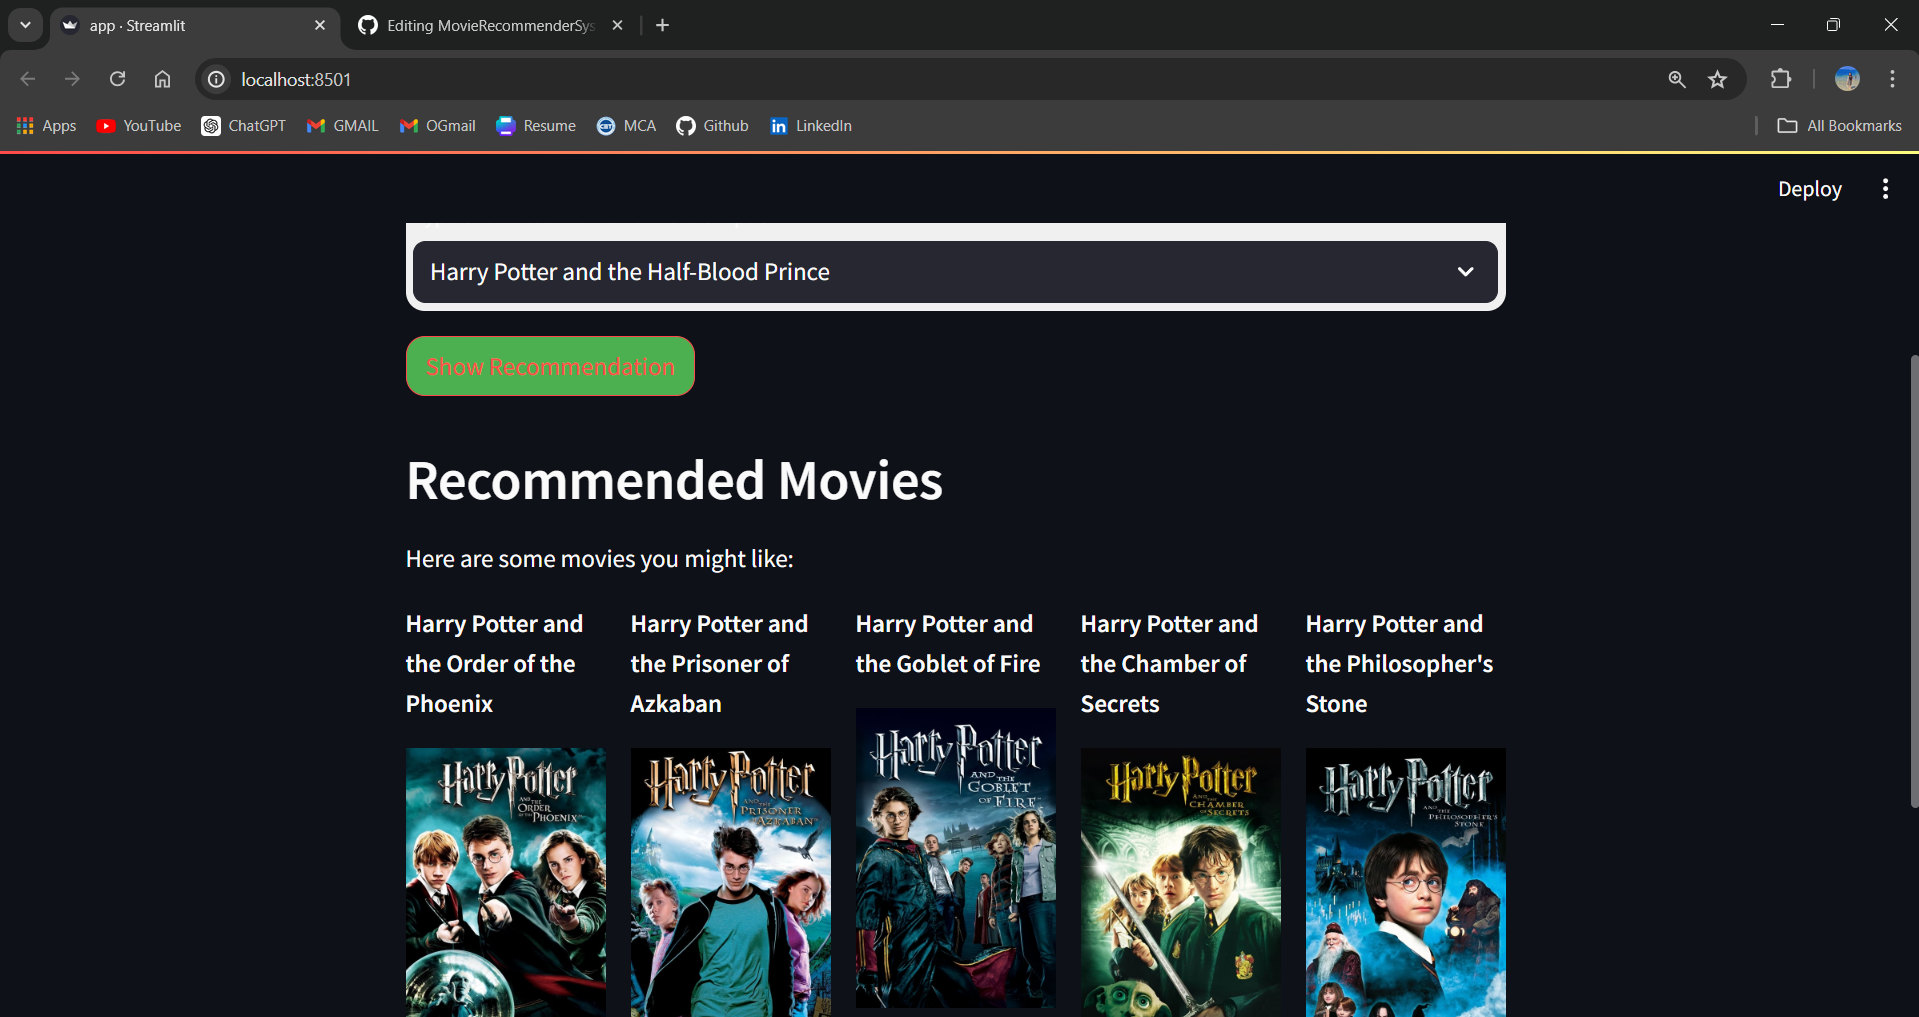 app · Streamlit
Editing MovieRecommenderSys
localhost:8501
Apps
YouTube
ChatGPT
GMAIL
OGmail
Resume
MCA
Github
LinkedIn
All Bookmarks
Deploy
Harry Potter and the Half-Blood Prince
Show Recommendation
Recommended Movies
Here are some movies you might like:
Harry Potter and
the Order of the
Phoenix
Harry Potter and
the Prisoner of
Azkaban
Harry Potter and
the Goblet of Fire
Harry Potter and
the Chamber of
Secrets
Harry Potter and
the Philosopher's
Stone
Harry Potter
AND THE
ORDER
OF THE PHOENIX
Harry Potter
AND THE
PRISONER
OF AZKABAN
Harry Potter
AND THE
GOBLET
OF FIRE
Harry Potter
AND THE
CHAMBER
OF SECRETS
Harry Potter
AND THE
PHILOSOPHER'S
STONE